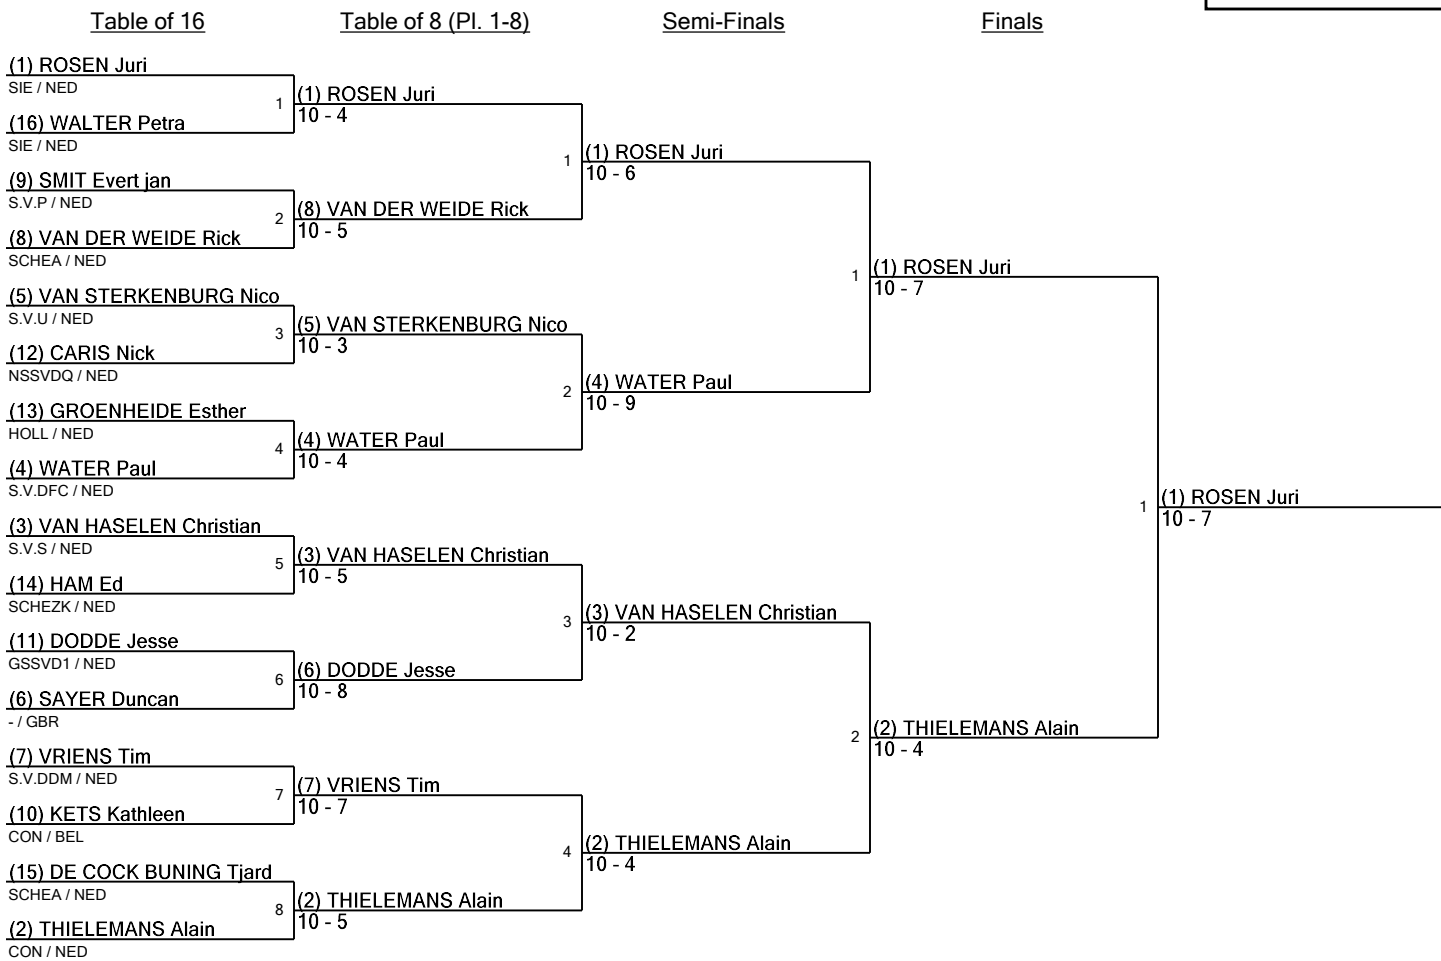 Table of 16
Table of 8 (Pl. 1-8)
Semi-Finals
Finals
(1) ROSEN Juri
SIE / NED
(16) WALTER Petra
SIE / NED
(9) SMIT Evert jan
S.V.P / NED
(8) VAN DER WEIDE Rick
SCHEA / NED
(5) VAN STERKENBURG Nico
S.V.U / NED
(12) CARIS Nick
NSSVDQ / NED
(13) GROENHEIDE Esther
HOLL / NED
(4) WATER Paul
S.V.DFC / NED
(3) VAN HASELEN Christian
S.V.S / NED
(14) HAM Ed
SCHEZK / NED
(11) DODDE Jesse
GSSVD1 / NED
(6) SAYER Duncan
- / GBR
(7) VRIENS Tim
S.V.DDM / NED
(10) KETS Kathleen
CON / BEL
(15) DE COCK BUNING Tjard
SCHEA / NED
(2) THIELEMANS Alain
CON / NED
1
(1) ROSEN Juri
10 - 4
2
(8) VAN DER WEIDE Rick
10 - 5
3
(5) VAN STERKENBURG Nico
10 - 3
4
(4) WATER Paul
10 - 4
5
(3) VAN HASELEN Christian
10 - 5
6
(6) DODDE Jesse
10 - 8
7
(7) VRIENS Tim
10 - 7
8
(2) THIELEMANS Alain
10 - 5
1
(1) ROSEN Juri
10 - 6
2
(4) WATER Paul
10 - 9
3
(3) VAN HASELEN Christian
10 - 2
4
(2) THIELEMANS Alain
10 - 4
1
(1) ROSEN Juri
10 - 7
2
(2) THIELEMANS Alain
10 - 4
1
(1) ROSEN Juri
10 - 7